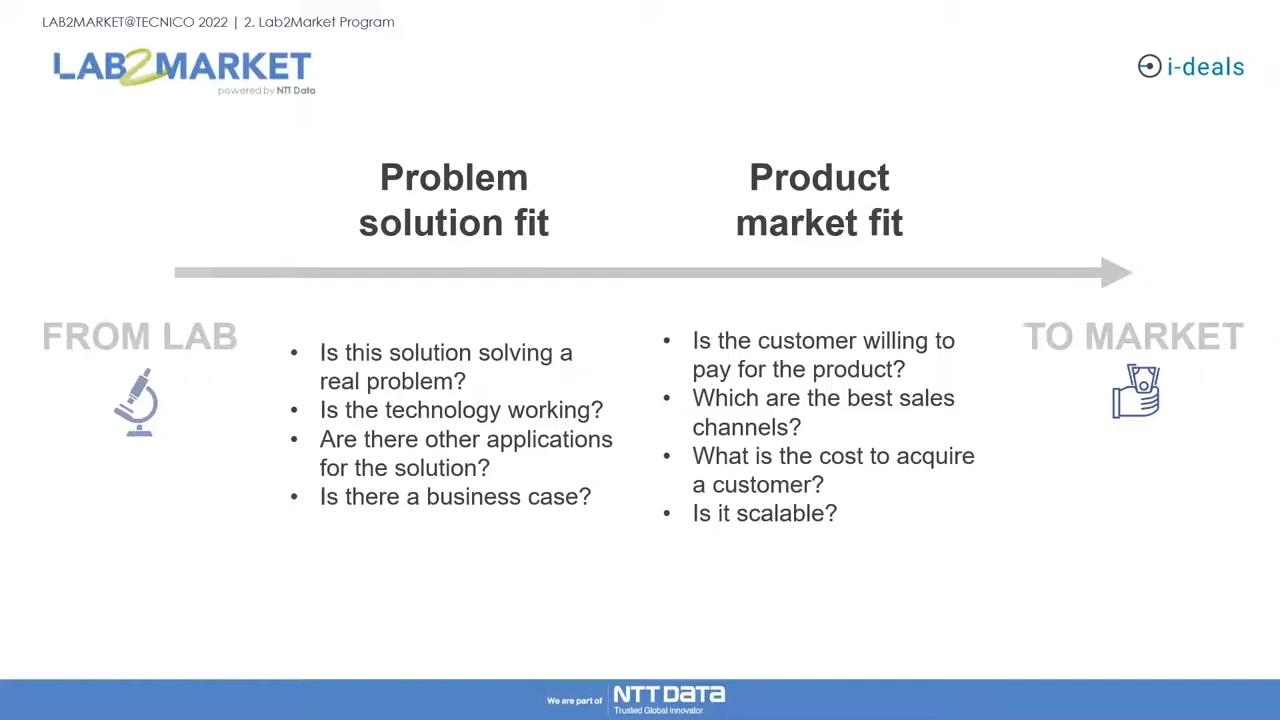 LAB2MARKET@TECNICO 2022 | 2. Lab2Market Program
LAB2MARKET
powered by NTT Data
i-deals
Problem
solution fit
Product
market fit
FROM LAB
• Is this solution solving a
real problem?
• Is the technology working?
• Are there other applications
for the solution?
• Is there a business case?
• Is the customer willing to
pay for the product?
• Which are the best sales
channels?
• What is the cost to acquire
a customer?
• Is it scalable?
TO MARKET
We are part of
NTT DATA
Trusted Global Innovator